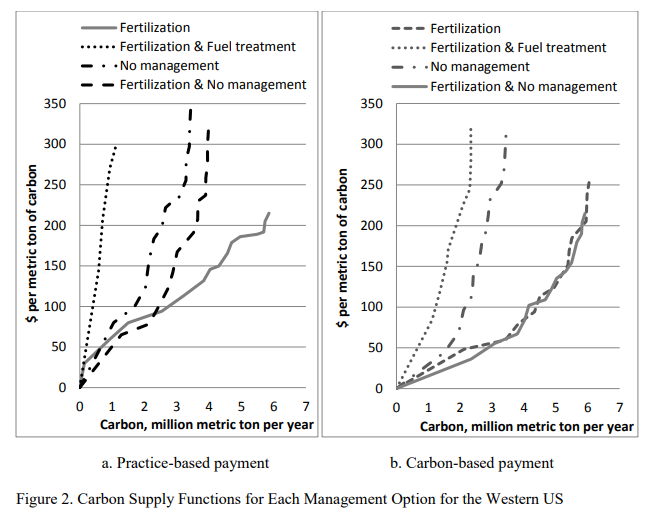 Fertilization
Fertilization & Fuel treatment
No management
Fertilization & No management
350
300
250
200
150
100
50
0
$ per metric ton of carbon
0 1 2 3 4 5 6 7
Carbon, million metric ton per year
a. Practice-based payment
Fertilization
Fertilization & Fuel treatment
No management
Fertilization & No management
350
300
250
200
150
100
50
0
$ per metric ton of carbon
0 1 2 3 4 5 6 7
Carbon, million metric ton per year
b. Carbon-based payment
Figure 2. Carbon Supply Functions for Each Management Option for the Western US